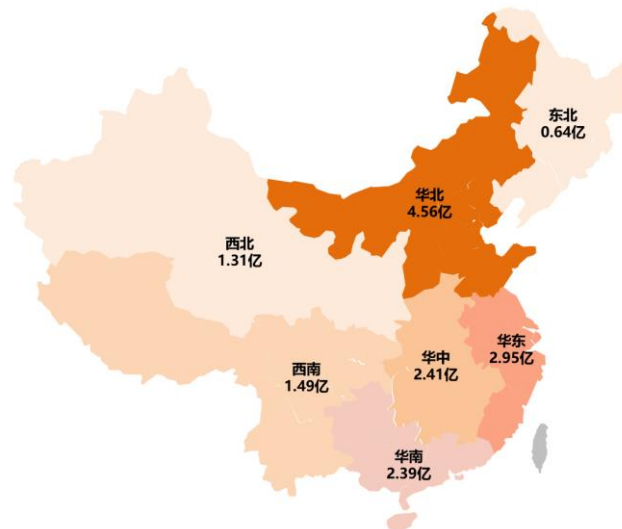 东北
0.64亿
华北
4.56亿
西北
1.31亿
华东
2.95亿
华中
2.41亿
西南
1.49亿
华南
2.39亿